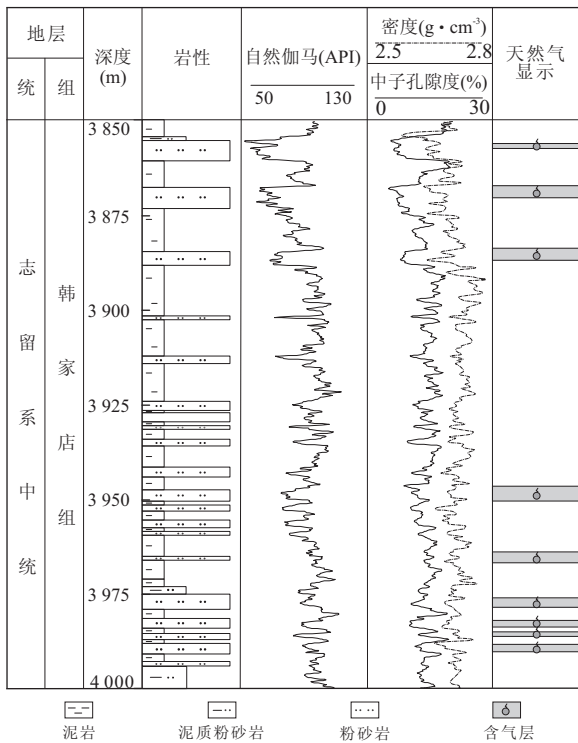 地层
统
组
深度
(m)
岩性
自然伽马(API)
50 130
密度(g·cm⁻³)
2.5 2.8
中子孔隙度(%)
0 30
天然气
显示
志留系中统
韩家店组
3 850
3 875
3 900
3 925
3 950
3 975
4 000
泥岩
泥质粉砂岩
粉砂岩
含气层